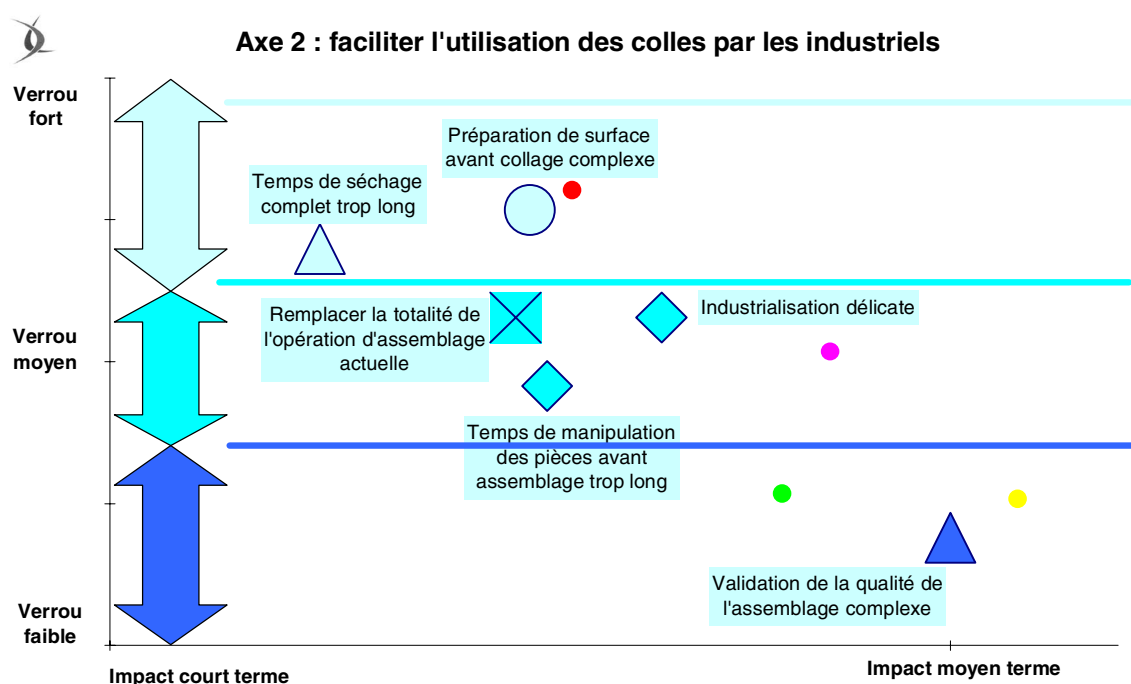 Axe 2 : faciliter l'utilisation des colles par les industriels
Verrou
fort
Préparation de surface
avant collage complexe
Temps de séchage
complet trop long
Remplacer la totalité de
l'opération d'assemblage
actuelle
Industrialisation délicate
Verrou
moyen
Temps de manipulation
des pièces avant
assemblage trop long
Validation de la qualité de
l'assemblage complexe
Verrou
faible
Impact court terme
Impact moyen terme